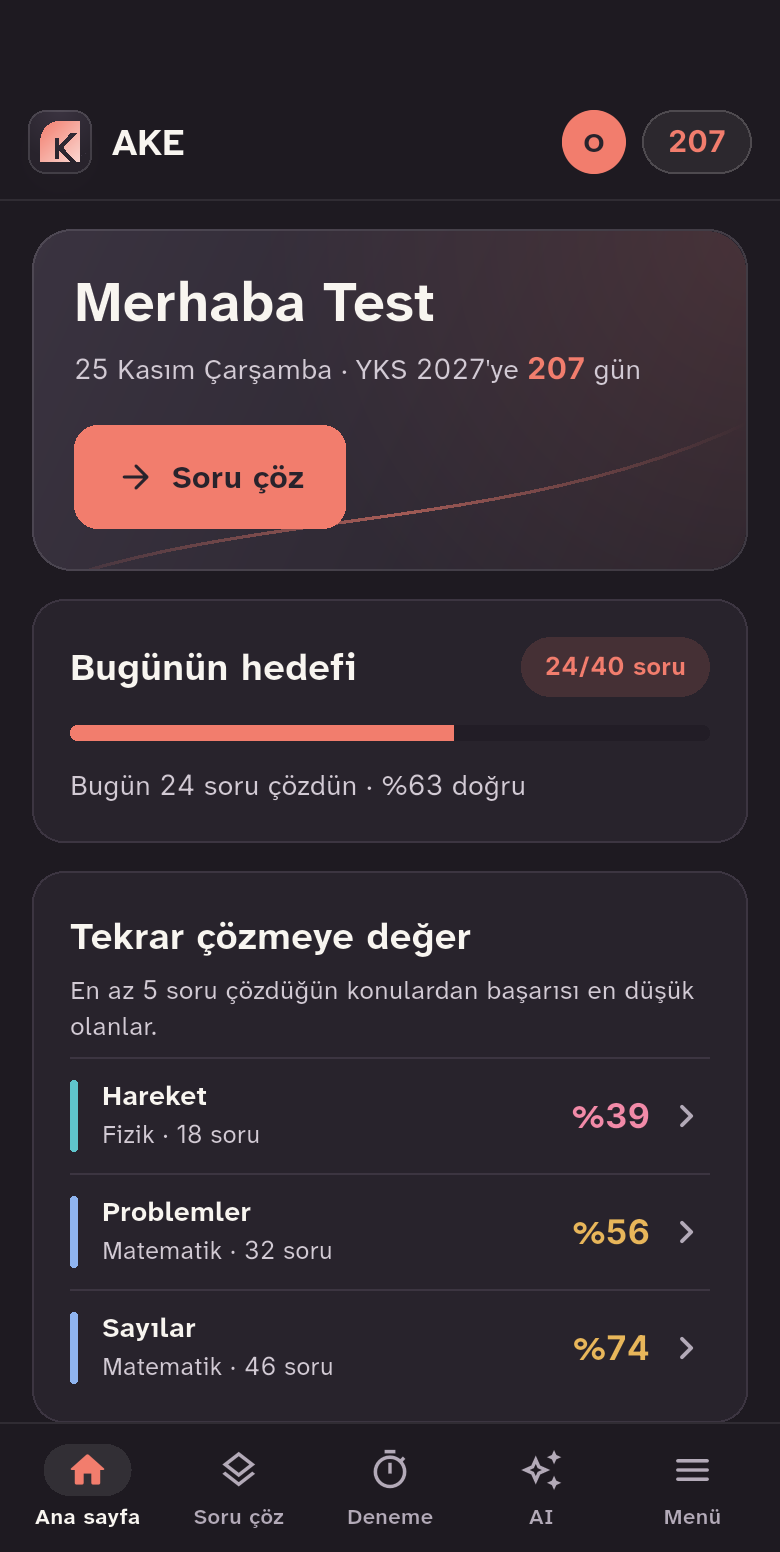 K
AKE
O
207
Merhaba Test
25 Kasım Çarşamba · YKS 2027'ye 207 gün
Soru çöz
Bugünün hedefi
24/40 soru
Bugün 24 soru çözdün · %63 doğru
Tekrar çözmeye değer
En az 5 soru çözdüğün konulardan başarısı en düşük
olanlar.
Hareket
Fizik · 18 soru
%39
Problemler
Matematik · 32 soru
%56
Sayılar
Matematik · 46 soru
%74
Ana sayfa
Soru çöz
Deneme
AI
Menü